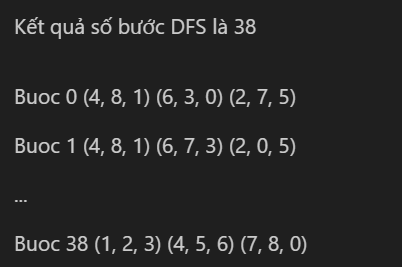 Kết quả số bước DFS là 38
Buoc 0 (4, 8, 1) (6, 3, 0) (2, 7, 5)
Buoc 1 (4, 8, 1) (6, 7, 3) (2, 0, 5)
...
Buoc 38 (1, 2, 3) (4, 5, 6) (7, 8, 0)